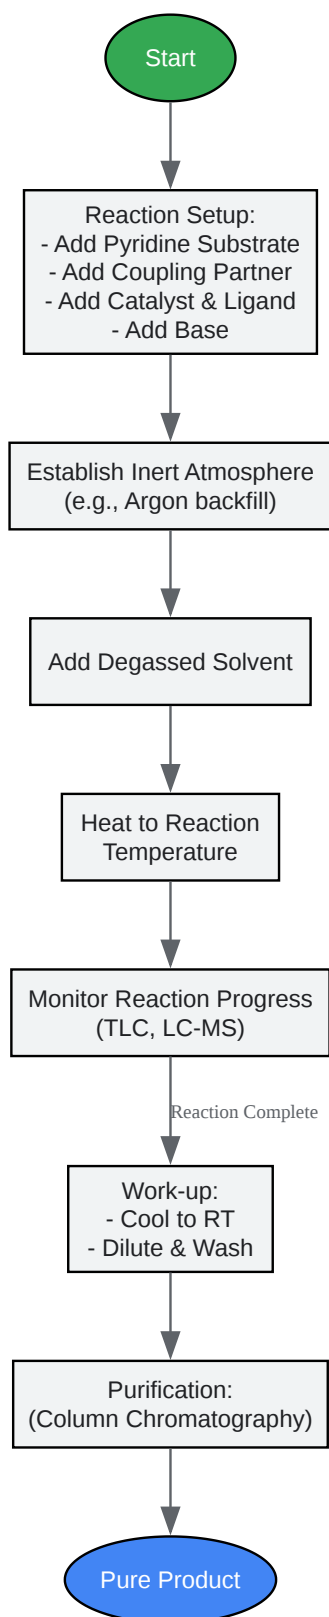 Start
Reaction Setup:
- Add Pyridine Substrate
- Add Coupling Partner
- Add Catalyst & Ligand
- Add Base
Establish Inert Atmosphere
(e.g., Argon backfill)
Add Degassed Solvent
Heat to Reaction
Temperature
Monitor Reaction Progress
(TLC, LC-MS)
Reaction Complete
Work-up:
- Cool to RT
- Dilute & Wash
Purification:
(Column Chromatography)
Pure Product